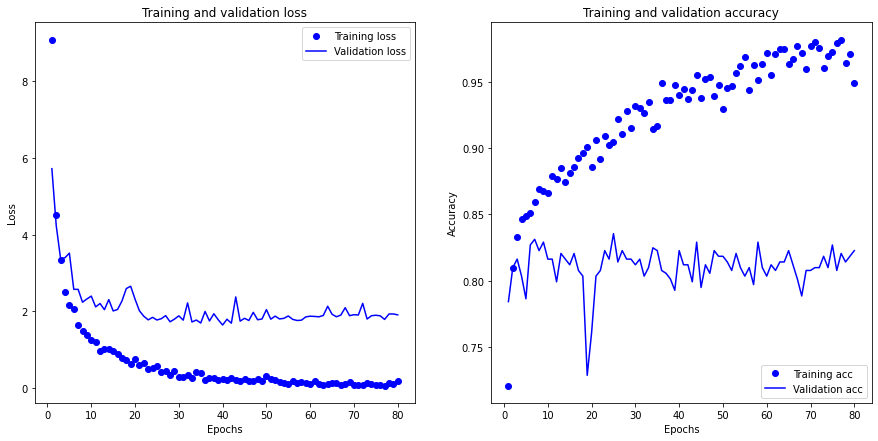 Training and validation loss
Training loss
Validation loss
8
6
4
2
0
Loss
0 10 20 30 40 50 60 70 80
Epochs
Training and validation accuracy
0.95
0.90
0.85
0.80
0.75
Accuracy
Training acc
Validation acc
0 10 20 30 40 50 60 70 80
Epochs